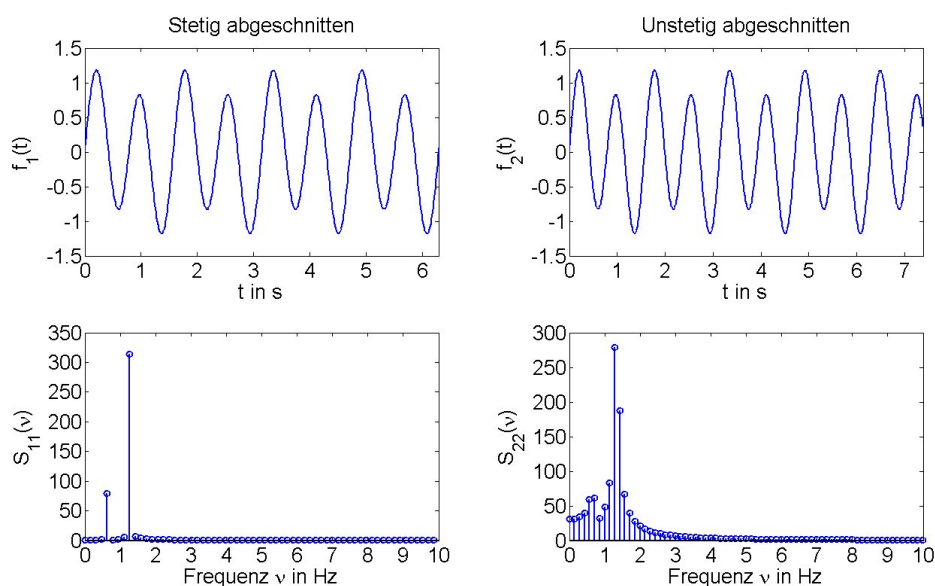 Stetig abgeschnitten
1.5
1
0.5
0
-0.5
-1
-1.5
f1(t)
0 1 2 3 4 5 6
t in s
Unstetig abgeschnitten
1.5
1
0.5
0
-0.5
-1
-1.5
f2(t)
0 1 2 3 4 5 6 7
t in s
350
300
250
200
150
100
50
0
S11(ν)
0 1 2 3 4 5 6 7 8 9 10
Frequenz ν in Hz
300
250
200
150
100
50
0
S22(ν)
0 1 2 3 4 5 6 7 8 9 10
Frequenz ν in Hz